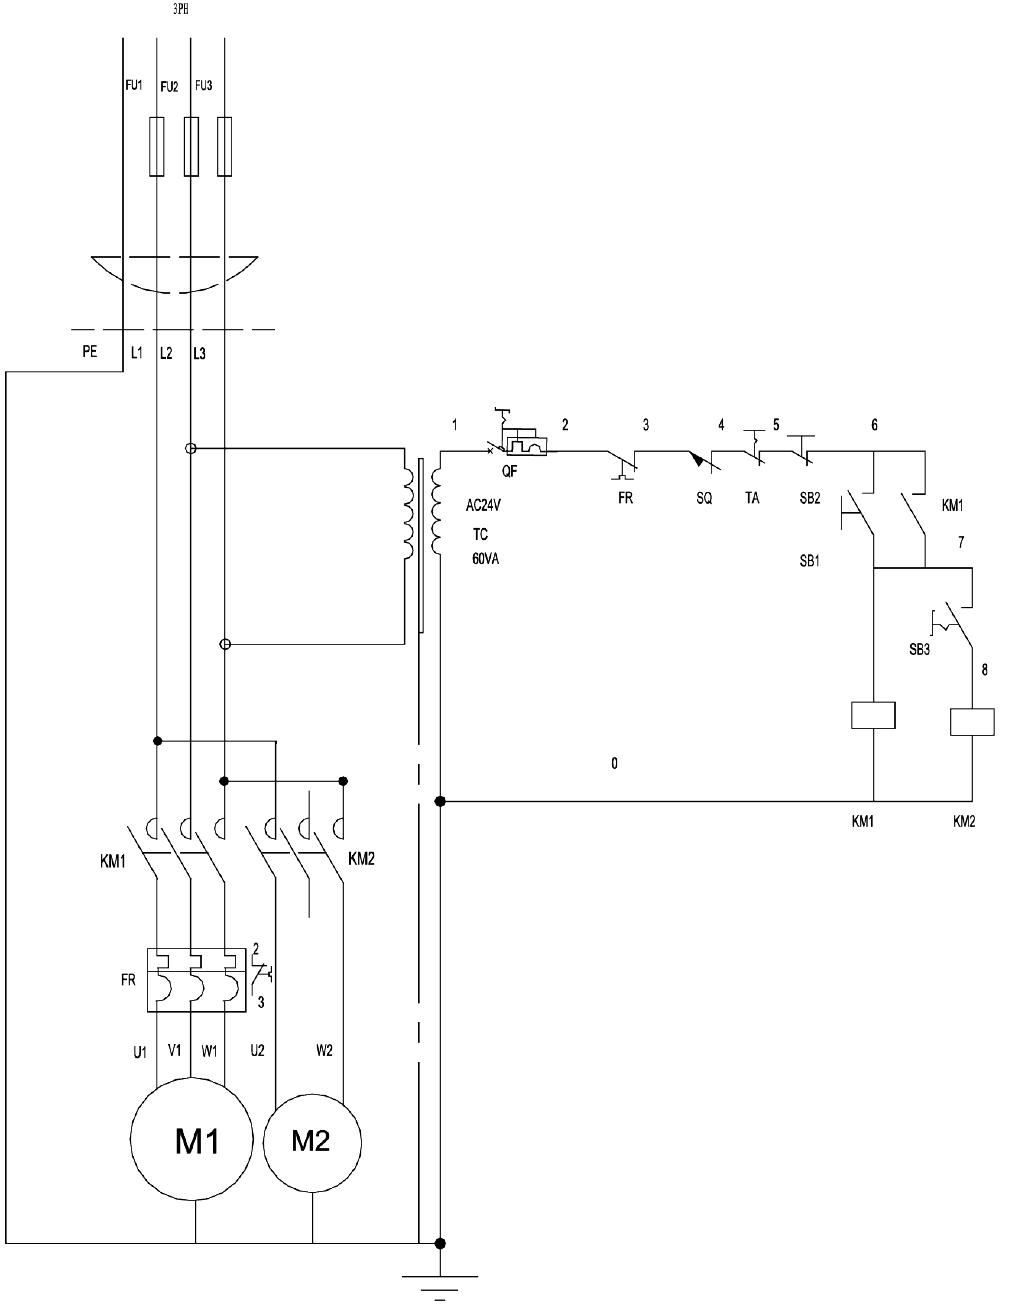 3PH
FU1 FU2 FU3
PE L1 L2 L3
1 2 3 4 5 6
QF FR SQ TA SB2 KM1
AC24V
TC
60VA
SB1
7
SB3
8
0
KM1 KM2
KM1 KM2
FR
2
3
U1 V1 W1 U2 W2
M1 M2